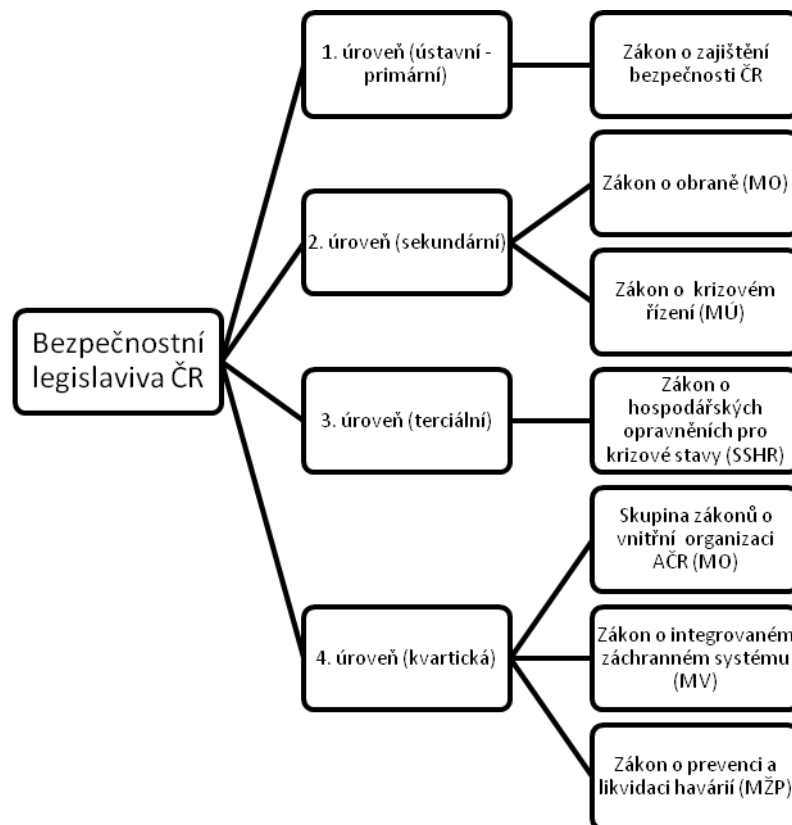 Bezpečnostní
legislaviva ČR
1. úroveň (ústavní -
primární)
Zákon o zajištění
bezpečnosti ČR
2. úroveň (sekundární)
Zákon o obraně (MO)
Zákon o krizovém
řízení (MÚ)
3. úroveň (terciální)
Zákon o
hospodářských
opravněních pro
krizové stavy (SSHR)
4. úroveň (kvartická)
Skupina zákonů o
vnitřní organizaci
AČR (MO)
Zákon o integrovaném
záchranném systému
(MV)
Zákon o prevenci a
likvidaci havárií (MŽP)